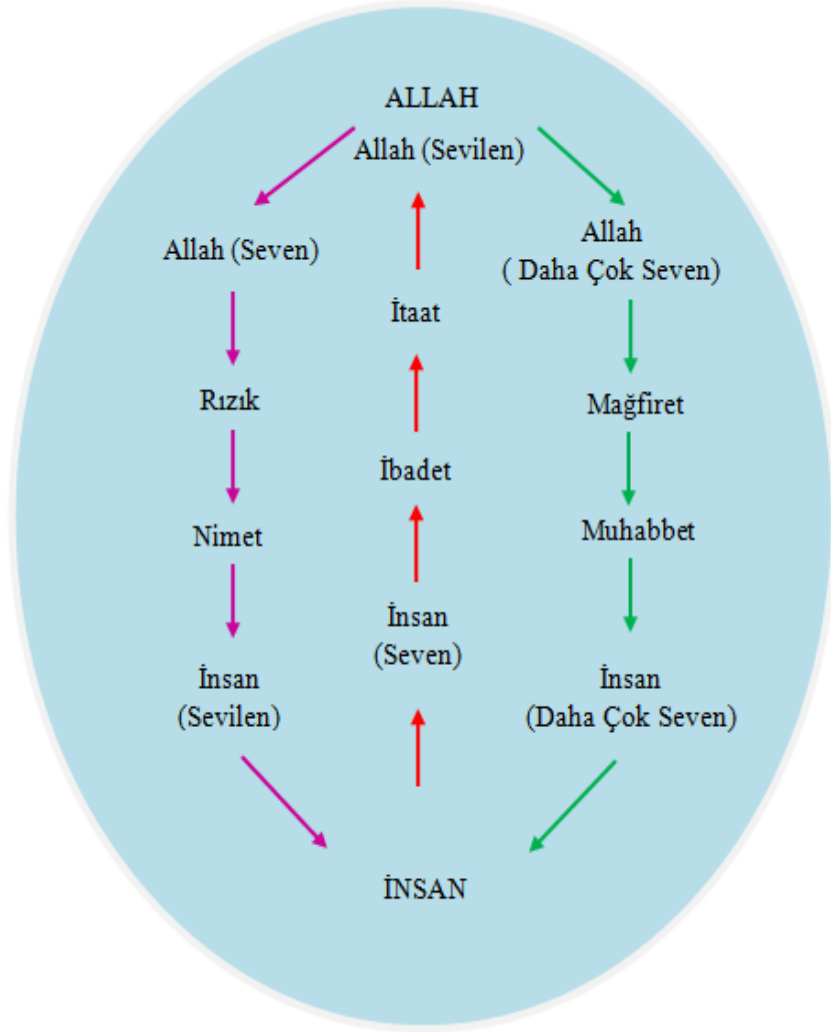 ALLAH
Allah (Sevilen)
Allah (Seven)
Allah
( Daha Çok Seven)
İtaat
Rızık
Mağfiret
İbadet
Nimet
Muhabbet
İnsan
(Seven)
İnsan
(Sevilen)
İnsan
(Daha Çok Seven)
İNSAN